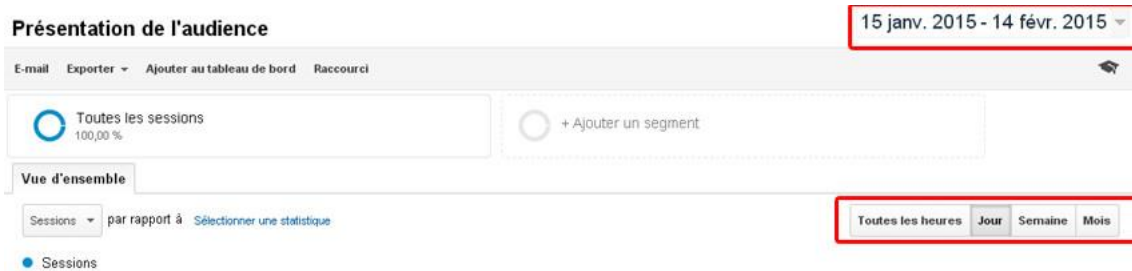 Présentation de l'audience
15 janv. 2015 - 14 févr. 2015
E-mail Exporter Ajouter au tableau de bord Raccourci
Toutes les sessions
100,00 %
+ Ajouter un segment
Vue d'ensemble
Sessions par rapport à Sélectionner une statistique
Toutes les heures Jour Semaine Mois
Sessions